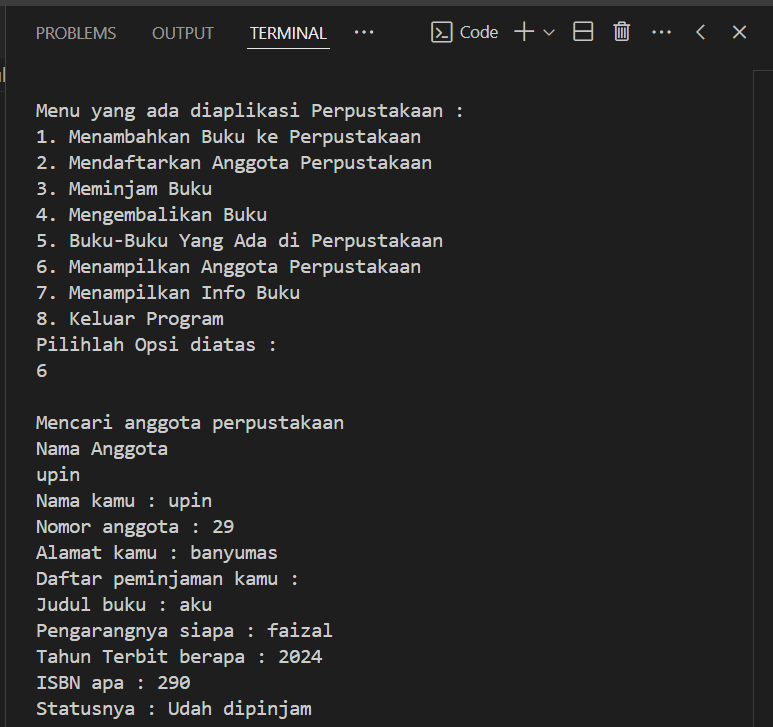 PROBLEMS OUTPUT TERMINAL ... Code
Menu yang ada diaplikasi Perpustakaan :
1. Menambahkan Buku ke Perpustakaan
2. Mendaftarkan Anggota Perpustakaan
3. Meminjam Buku
4. Mengembalikan Buku
5. Buku-Buku Yang Ada di Perpustakaan
6. Menampilkan Anggota Perpustakaan
7. Menampilkan Info Buku
8. Keluar Program
Pilihlah Opsi diatas :
6
Mencari anggota perpustakaan
Nama Anggota
upin
Nama kamu : upin
Nomor anggota : 29
Alamat kamu : banyumas
Daftar peminjaman kamu :
Judul buku : aku
Pengarangnya siapa : faizal
Tahun Terbit berapa : 2024
ISBN apa : 290
Statusnya : Udah dipinjam